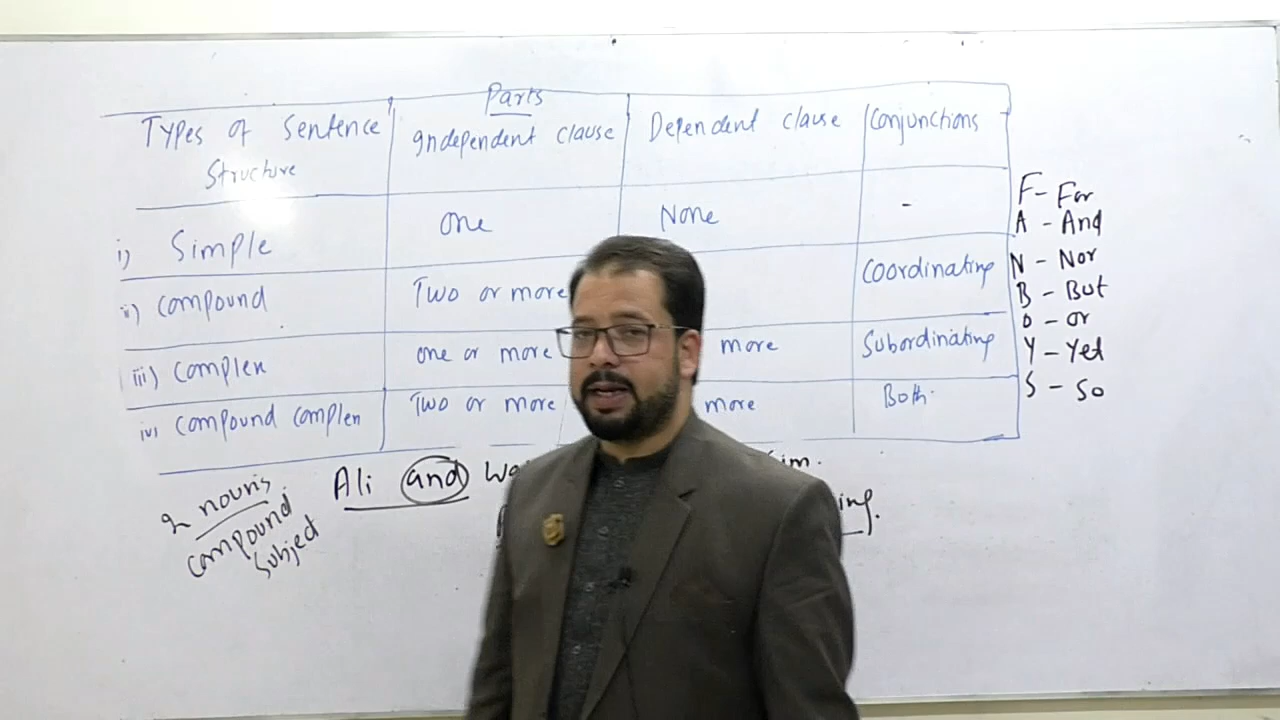 Parts
Types of Sentence Structure
Independent clause
Dependent clause
Conjunctions
i) Simple
one
None
-
ii) compound
Two or more
Coordinating
iii) complex
one or more
more
Subordinating
iv) compound complex
Two or more
more
Both.
F - For
A - And
N - Nor
B - But
O - or
Y - Yet
S - So
Ali and
2 nouns
compound
Subject